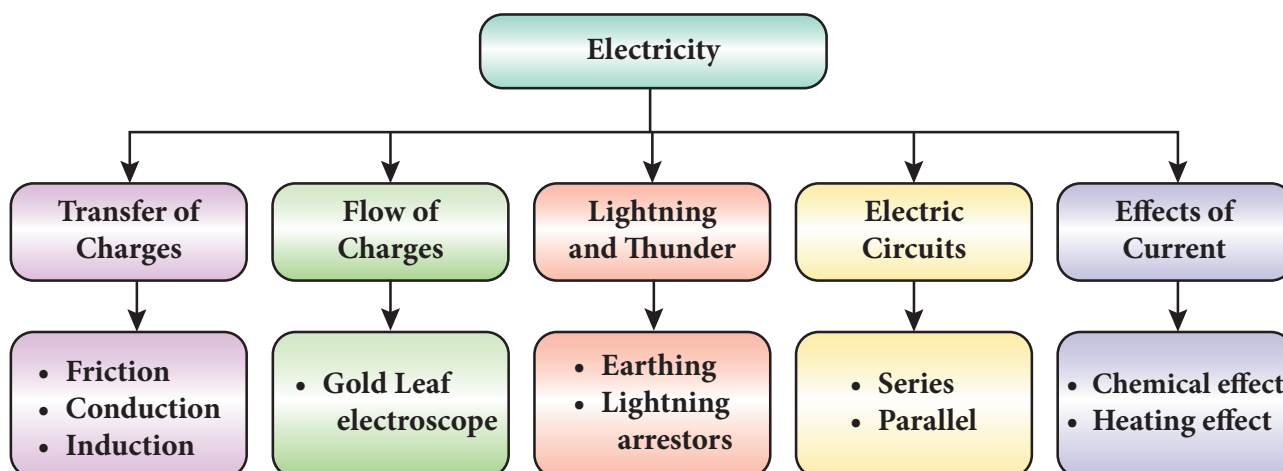 Electricity
Transfer of
Charges
Flow of
Charges
Lightning
and Thunder
Electric
Circuits
Effects of
Current
• Friction
• Conduction
• Induction
• Gold Leaf
electroscope
• Earthing
• Lightning
arrestors
• Series
• Parallel
• Chemical effect
• Heating effect